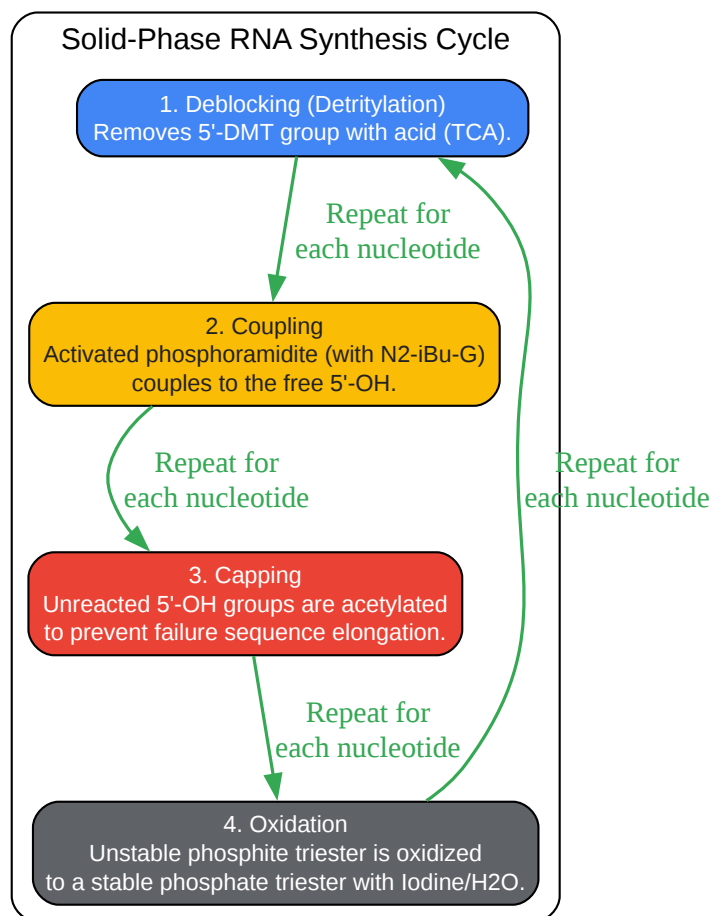 Solid-Phase RNA Synthesis Cycle
1. Deblocking (Detritylation)
Removes 5'-DMT group with acid (TCA).
Repeat for
each nucleotide
2. Coupling
Activated phosphoramidite (with N2-iBu-G)
couples to the free 5'-OH.
Repeat for
each nucleotide
Repeat for
each nucleotide
3. Capping
Unreacted 5'-OH groups are acetylated
to prevent failure sequence elongation.
Repeat for
each nucleotide
4. Oxidation
Unstable phosphite triester is oxidized
to a stable phosphate triester with Iodine/H2O.